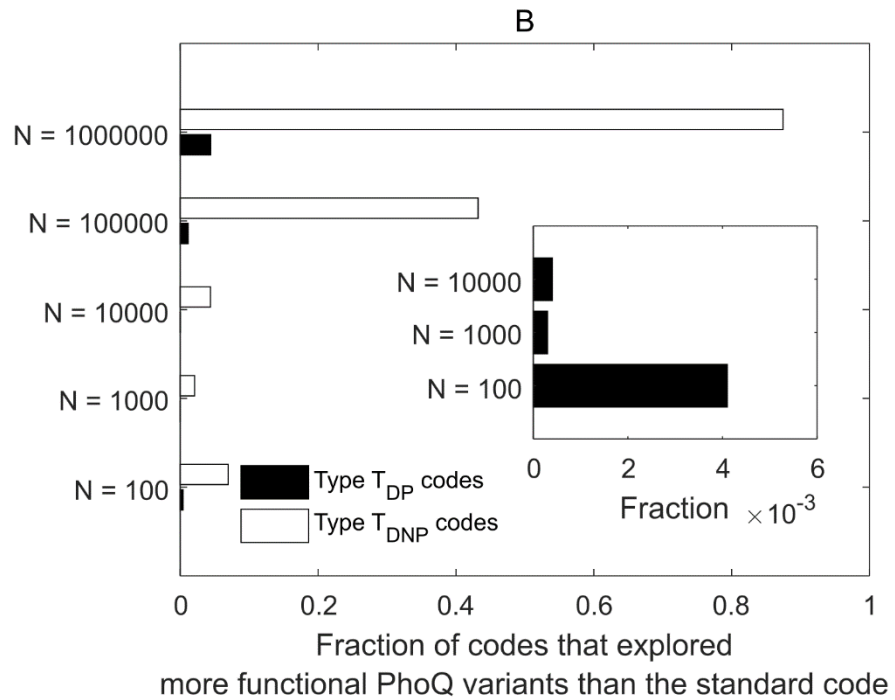 B
N = 1000000
N = 100000
N = 10000
N = 1000
N = 100
N = 10000
N = 1000
N = 100
0 2 4 6
Fraction ×10⁻³
Type T_DP codes
Type T_DNP codes
0 0.2 0.4 0.6 0.8 1
Fraction of codes that explored
more functional PhoQ variants than the standard code